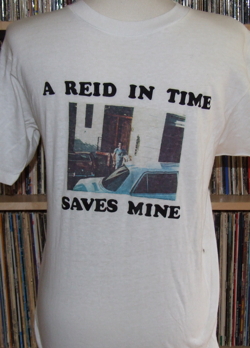 A REID IN TIME
SAVES MINE